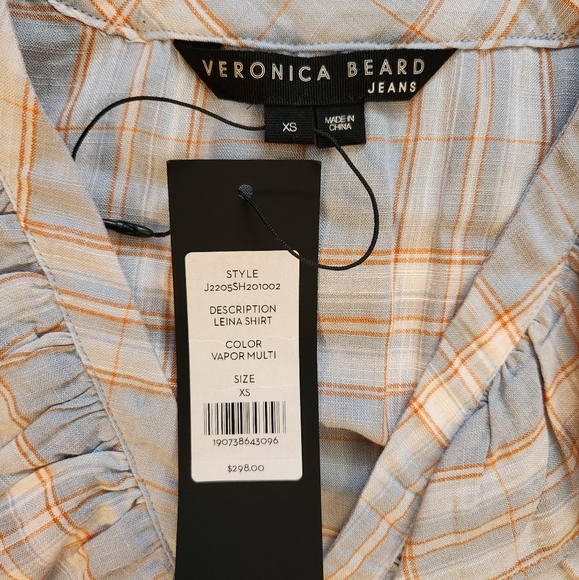 VERONICA BEARD
JEANS
XS
MADE IN
CHINA
STYLE
J2205SH201002
DESCRIPTION
LEINA SHIRT
COLOR
VAPOR MULTI
SIZE
XS
190738643096
$298.00